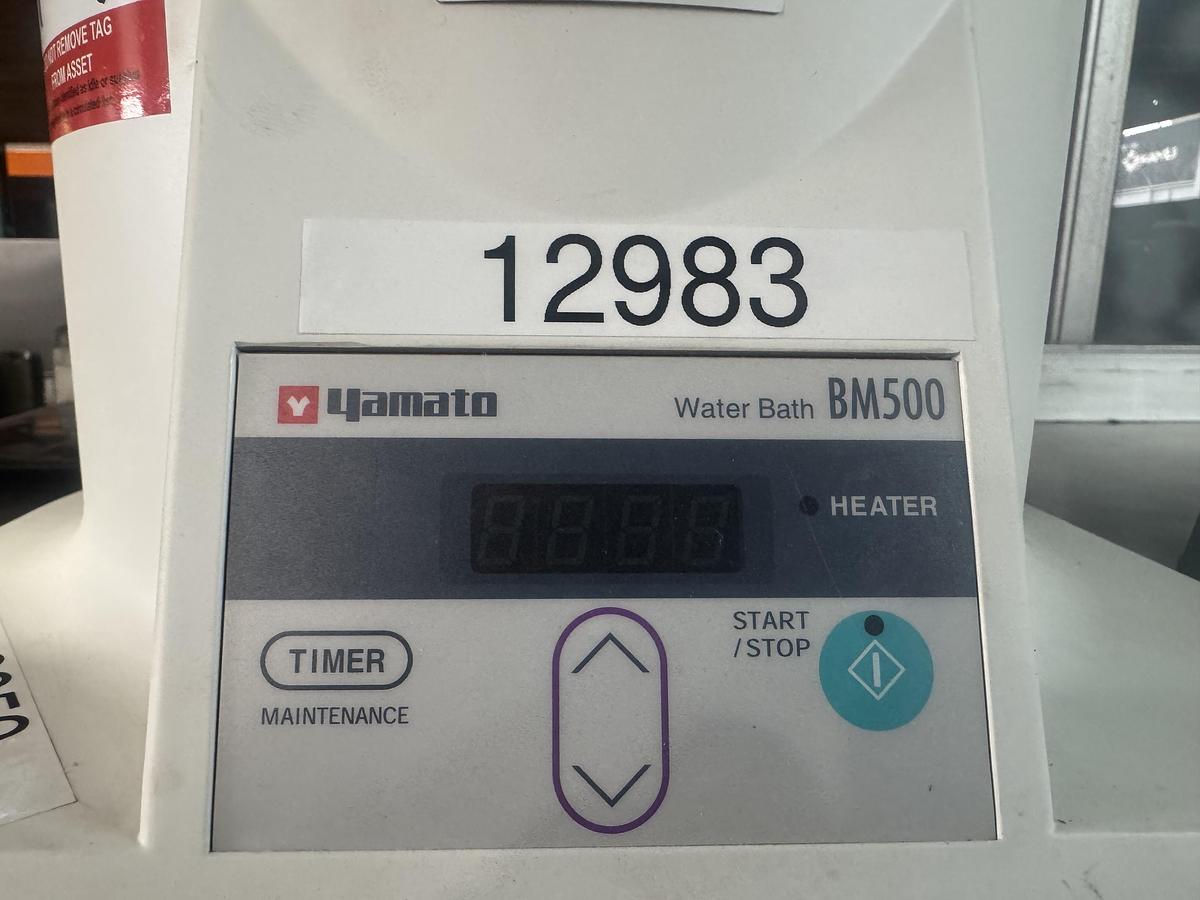 NOT REMOVE TAG
FROM ASSET
12983
yamato
Water Bath BM500
HEATER
TIMER
MAINTENANCE
START
/STOP